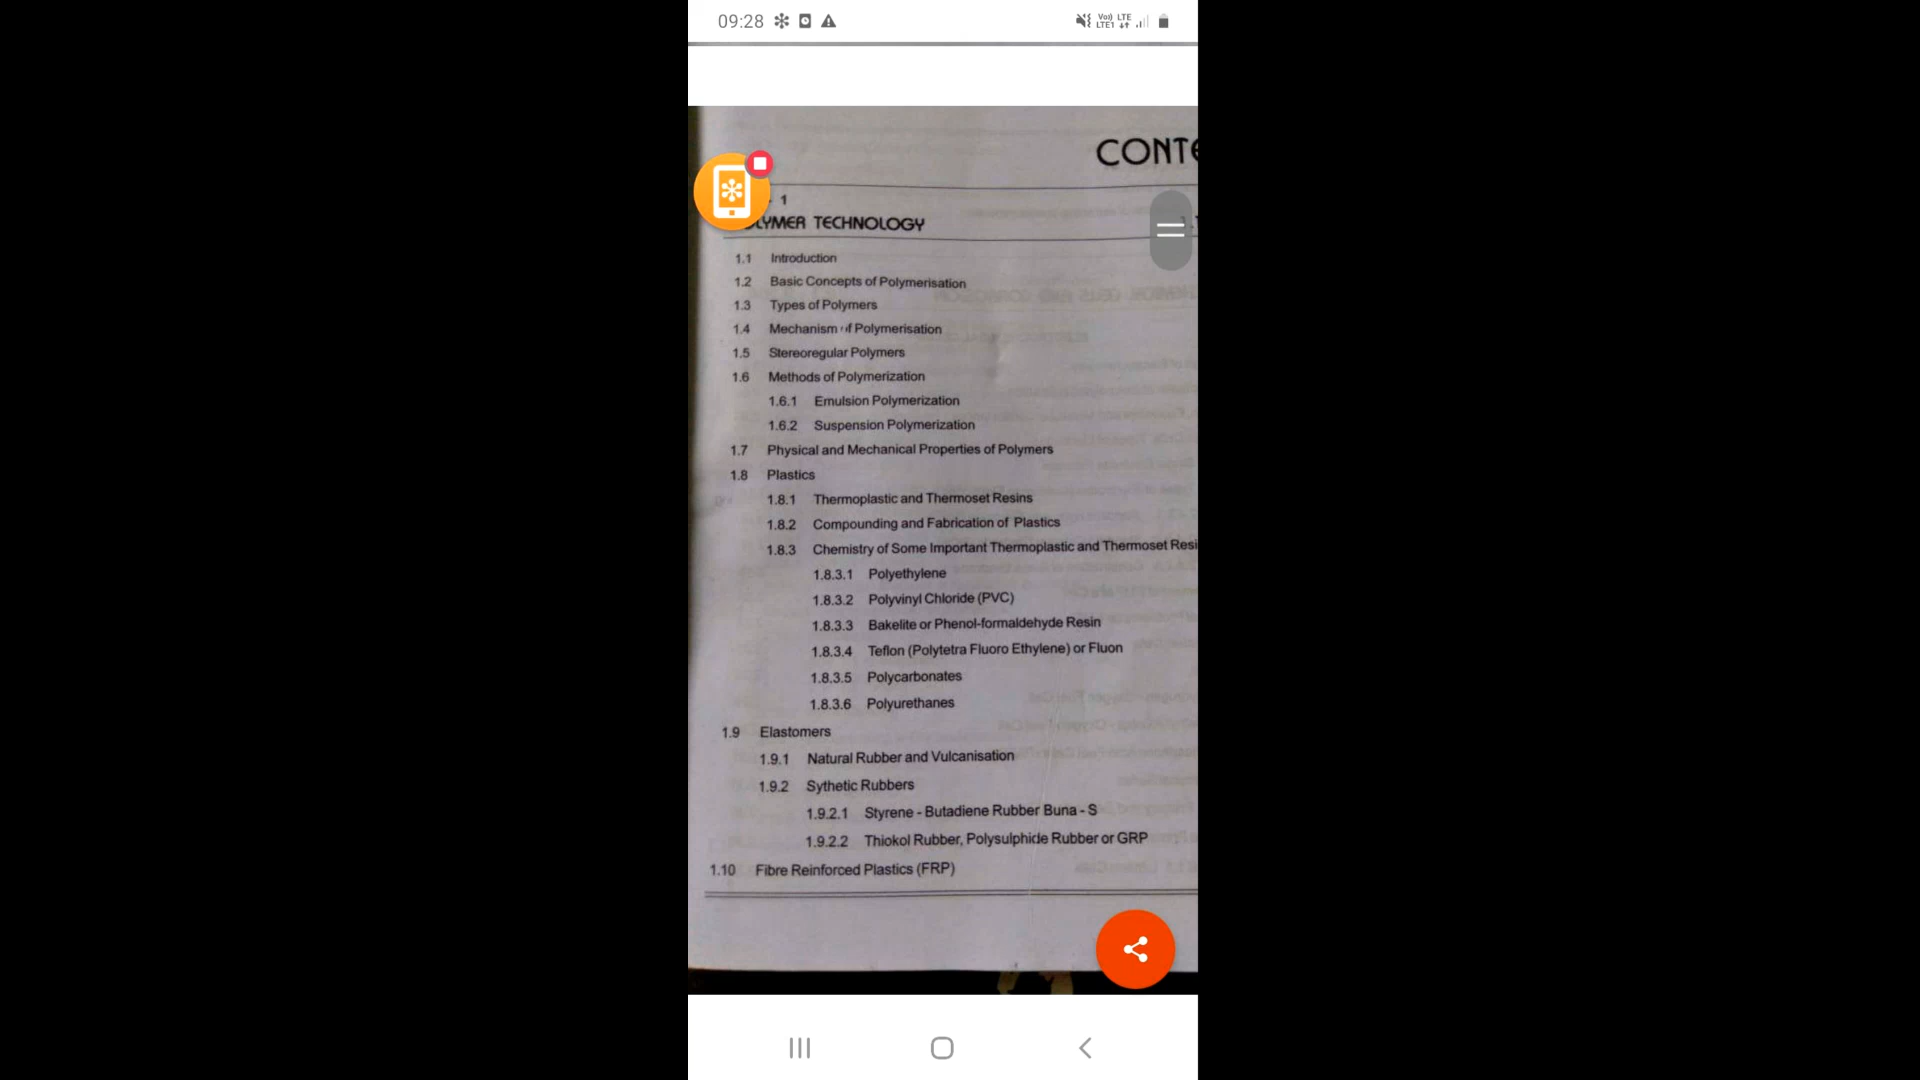 09:28
Vo) LTE
LTE1
CONTE
1
LYMER TECHNOLOGY
1.1 Introduction
1.2 Basic Concepts of Polymerisation
1.3 Types of Polymers
1.4 Mechanism of Polymerisation
1.5 Stereoregular Polymers
1.6 Methods of Polymerization
1.6.1 Emulsion Polymerization
1.6.2 Suspension Polymerization
1.7 Physical and Mechanical Properties of Polymers
1.8 Plastics
1.8.1 Thermoplastic and Thermoset Resins
1.8.2 Compounding and Fabrication of Plastics
1.8.3 Chemistry of Some Important Thermoplastic and Thermoset Resi
1.8.3.1 Polyethylene
1.8.3.2 Polyvinyl Chloride (PVC)
1.8.3.3 Bakelite or Phenol-formaldehyde Resin
1.8.3.4 Teflon (Polytetra Fluoro Ethylene) or Fluon
1.8.3.5 Polycarbonates
1.8.3.6 Polyurethanes
1.9 Elastomers
1.9.1 Natural Rubber and Vulcanisation
1.9.2 Sythetic Rubbers
1.9.2.1 Styrene - Butadiene Rubber Buna - S
1.9.2.2 Thiokol Rubber, Polysulphide Rubber or GRP
1.10 Fibre Reinforced Plastics (FRP)